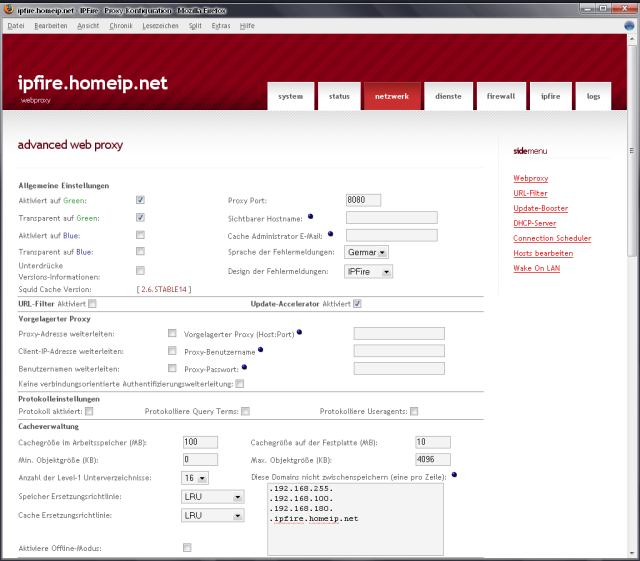 ipfire.homeip.net - IPFire - Proxy Konfiguration - Mozilla Firefox
Datei Bearbeiten Ansicht Chronik Lesezeichen Split Extras Hilfe
ipfire.homeip.net
webproxy
system status netzwerk dienste firewall ipfire logs
advanced web proxy
sidemenu
Webproxy
URL-Filter
Update-Booster
DHCP-Server
Connection Scheduler
Hosts bearbeiten
Wake On LAN
Allgemeine Einstellungen
Aktiviert auf Green: Proxy Port: 8080
Transparent auf Green: Sichtbarer Hostname:
Aktiviert auf Blue: Cache Administrator E-Mail:
Transparent auf Blue: Sprache der Fehlermeldungen: German
Unterdrücke Versions-Informationen: Design der Fehlermeldungen: IPFire
Squid Cache Version: [ 2.6.STABLE14 ]
URL-Filter Aktiviert Update-Accelerator Aktiviert
Vorgelagerter Proxy
Proxy-Adresse weiterleiten: Vorgelagerter Proxy (Host:Port)
Client-IP-Adresse weiterleiten: Proxy-Benutzername
Benutzernamen weiterleiten: Proxy-Passwort:
Keine verbindungsorientierte Authentifizierungsweiterleitung:
Protokolleinstellungen
Protokoll aktiviert: Protokolliere Query Terms: Protokolliere Useragents:
Cacheverwaltung
Cachegröße im Arbeitsspeicher (MB): 100 Cachegröße auf der Festplatte (MB): 10
Min. Objektgröße (KB): 0 Max. Objektgröße (KB): 4096
Anzahl der Level-1 Unterverzeichnisse: 16 Diese Domains nicht zwischenspeichern (eine pro Zeile):
Speicher Ersetzungsrichtlinie: LRU
Cache Ersetzungsrichtlinie: LRU
.192.168.255.
.192.168.100.
.192.168.180.
.ipfire.homeip.net
Aktiviere Offline-Modus: